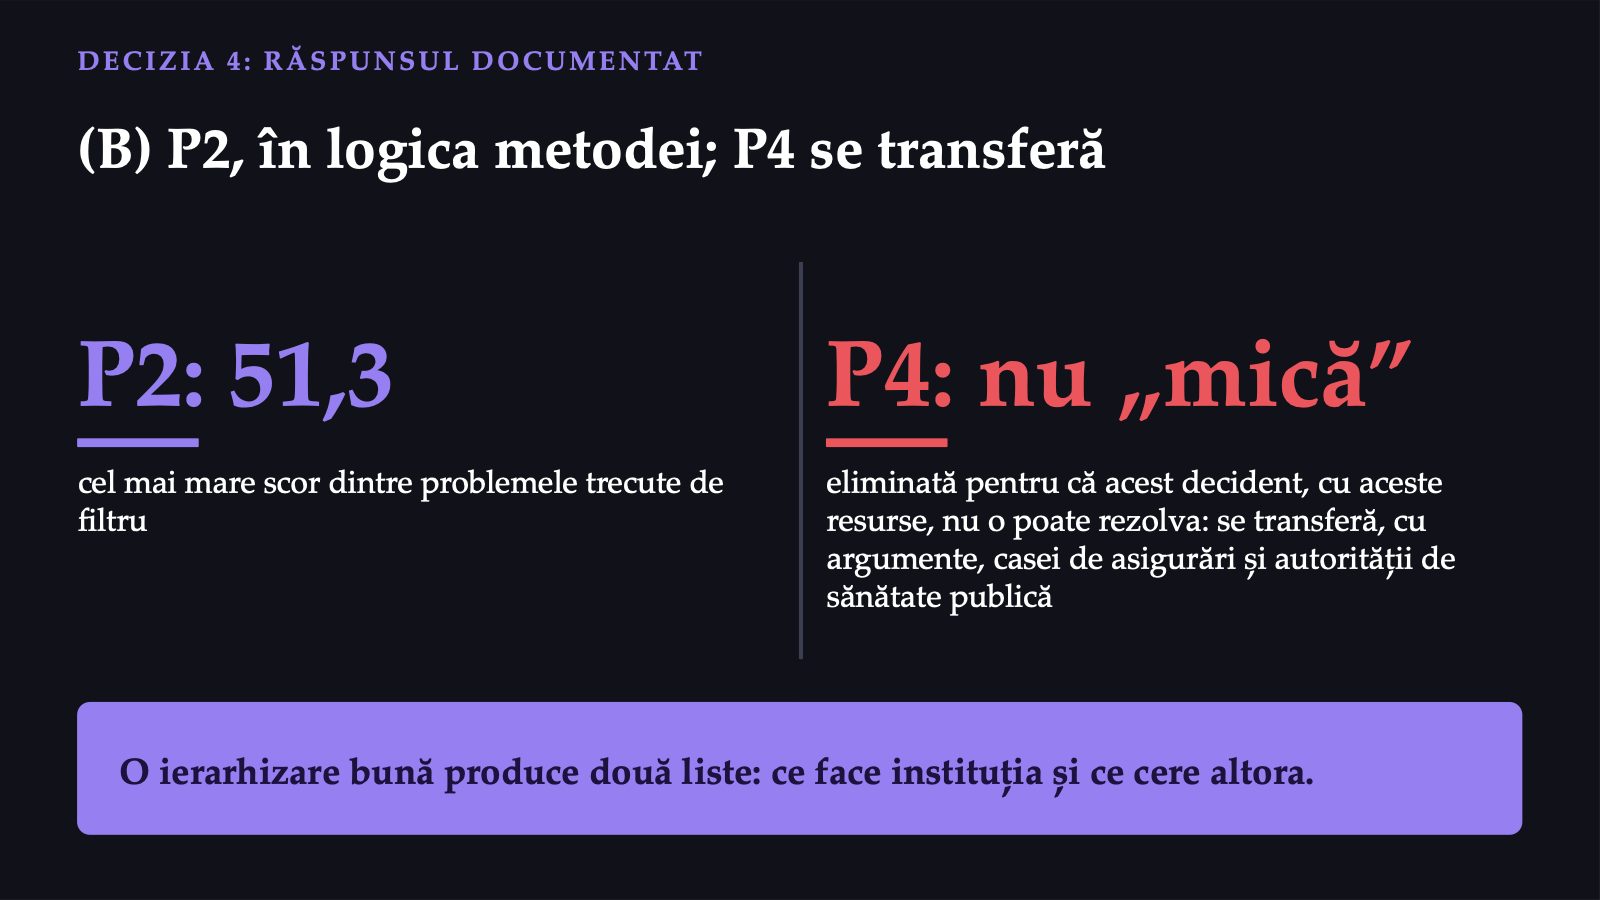 DECIZIA 4: RĂSPUNSUL DOCUMENTAT
(B) P2, în logica metodei; P4 se transferă
P2: 51,3
cel mai mare scor dintre problemele trecute de
filtru
P4: nu „mică”
eliminată pentru că acest decident, cu aceste
resurse, nu o poate rezolva: se transferă, cu
argumente, casei de asigurări și autorității de
sănătate publică
O ierarhizare bună produce două liste: ce face instituția și ce cere altora.